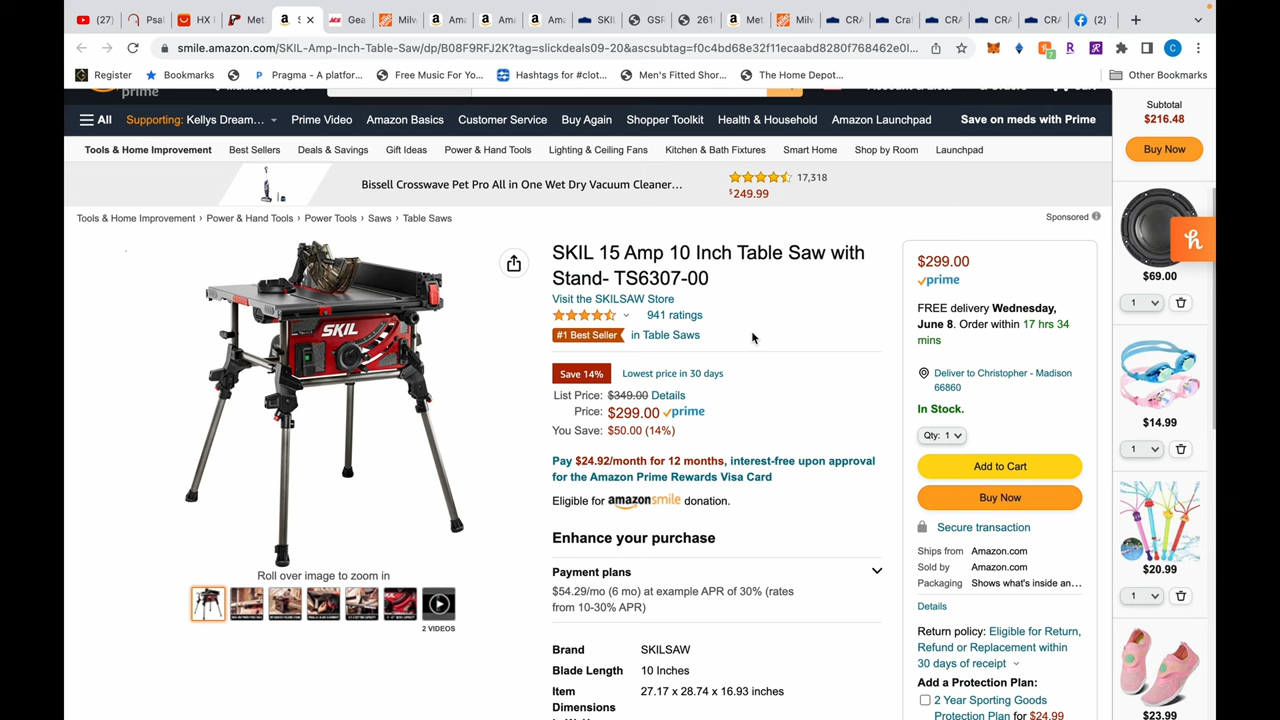 (27)
Psal
HX
Met
S
Gea
Milw
Ama
Ama
Ama
SKIL
GSR
261
Met
Milv
CRA
Craf
CRA
CRA
CRA
(2)
smile.amazon.com/SKIL-Amp-Inch-Table-Saw/dp/B08F9RFJ2K?tag=slickdeals09-20&ascsubtag=f0c4bd68e32f11ecaabd8280f7b8462e0I...
7
C
Register
Bookmarks
Pragma - A platfor...
Free Music For Yo...
Hashtags for #clot...
Men's Fitted Shor...
The Home Depot...
Other Bookmarks
prime
All
Supporting: Kellys Dream...
Prime Video
Amazon Basics
Customer Service
Buy Again
Shopper Toolkit
Health & Household
Amazon Launchpad
Save on meds with Prime
Tools & Home Improvement
Best Sellers
Deals & Savings
Gift Ideas
Power & Hand Tools
Lighting & Ceiling Fans
Kitchen & Bath Fixtures
Smart Home
Shop by Room
Launchpad
Bissell Crosswave Pet Pro All in One Wet Dry Vacuum Cleaner...
17,318
$249.99
Tools & Home Improvement › Power & Hand Tools › Power Tools › Saws › Table Saws
Sponsored
SKIL
Roll over image to zoom in
2 VIDEOS
SKIL 15 Amp 10 Inch Table Saw with
Stand- TS6307-00
Visit the SKILSAW Store
941 ratings
#1 Best Seller in Table Saws
Save 14% Lowest price in 30 days
List Price: $349.00 Details
Price: $299.00 prime
You Save: $50.00 (14%)
Pay $24.92/month for 12 months, interest-free upon approval
for the Amazon Prime Rewards Visa Card
Eligible for amazonsmile donation.
Enhance your purchase
Payment plans
$54.29/mo (6 mo) at example APR of 30% (rates
from 10-30% APR)
Brand SKILSAW
Blade Length 10 Inches
Item 27.17 x 28.74 x 16.93 inches
Dimensions
$299.00
prime
FREE delivery Wednesday,
June 8. Order within 17 hrs 34
mins
Deliver to Christopher - Madison
66860
In Stock.
Qty: 1
Add to Cart
Buy Now
Secure transaction
Ships from Amazon.com
Sold by Amazon.com
Packaging Shows what's inside an...
Details
Return policy: Eligible for Return,
Refund or Replacement within
30 days of receipt
Add a Protection Plan:
2 Year Sporting Goods
Protection Plan for $24.99
Subtotal
$216.48
Buy Now
h
$69.00
1
$14.99
1
$20.99
1
$23.99